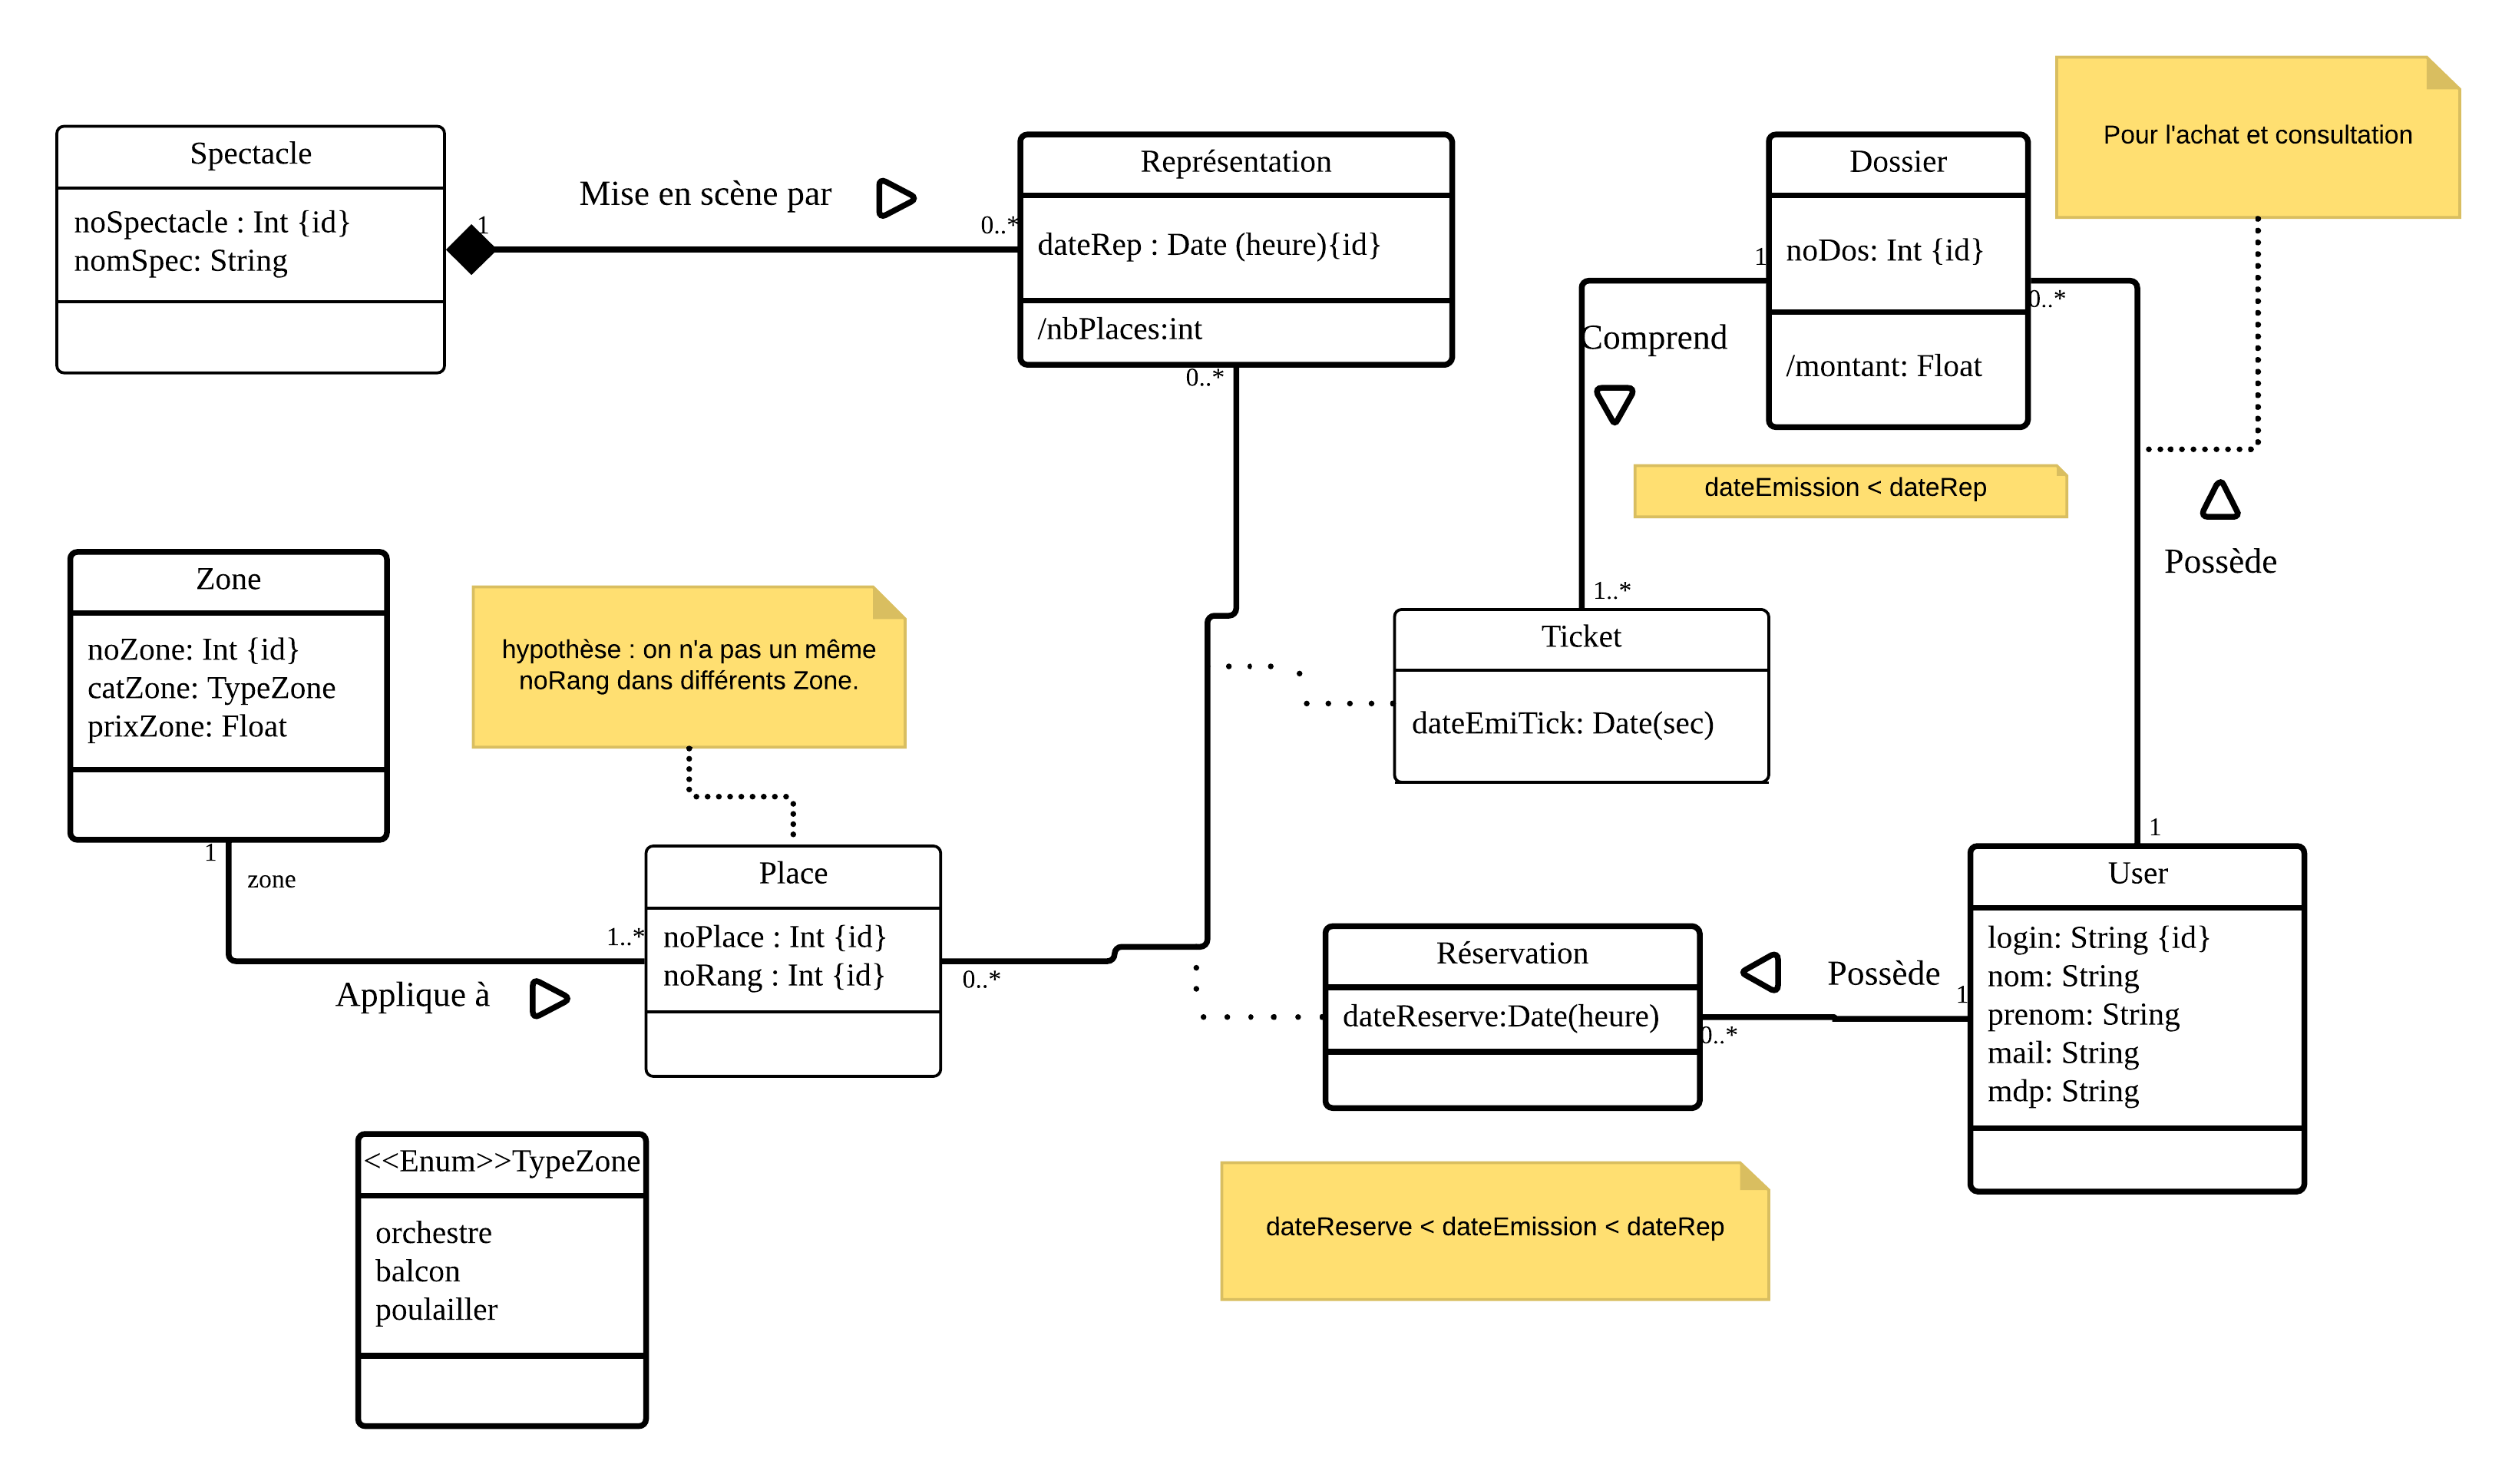 Pour l'achat et consultation
Spectacle
noSpectacle : Int {id}
nomSpec: String
1
Mise en scène par
0..*
Représentation
dateRep : Date (heure){id}
/nbPlaces:int
0..*
Dossier
noDos: Int {id}
/montant: Float
1
0..*
Comprend
dateEmission < dateRep
Possède
1..*
Zone
noZone: Int {id}
catZone: TypeZone
prixZone: Float
1
zone
hypothèse : on n'a pas un même
noRang dans différents Zone.
Ticket
dateEmiTick: Date(sec)
1
Place
noPlace : Int {id}
noRang : Int {id}
1..*
0..*
Applique à
Réservation
dateReserve:Date(heure)
Possède
1
0..*
User
login: String {id}
nom: String
prenom: String
mail: String
mdp: String
<<Enum>>TypeZone
orchestre
balcon
poulailler
dateReserve < dateEmission < dateRep